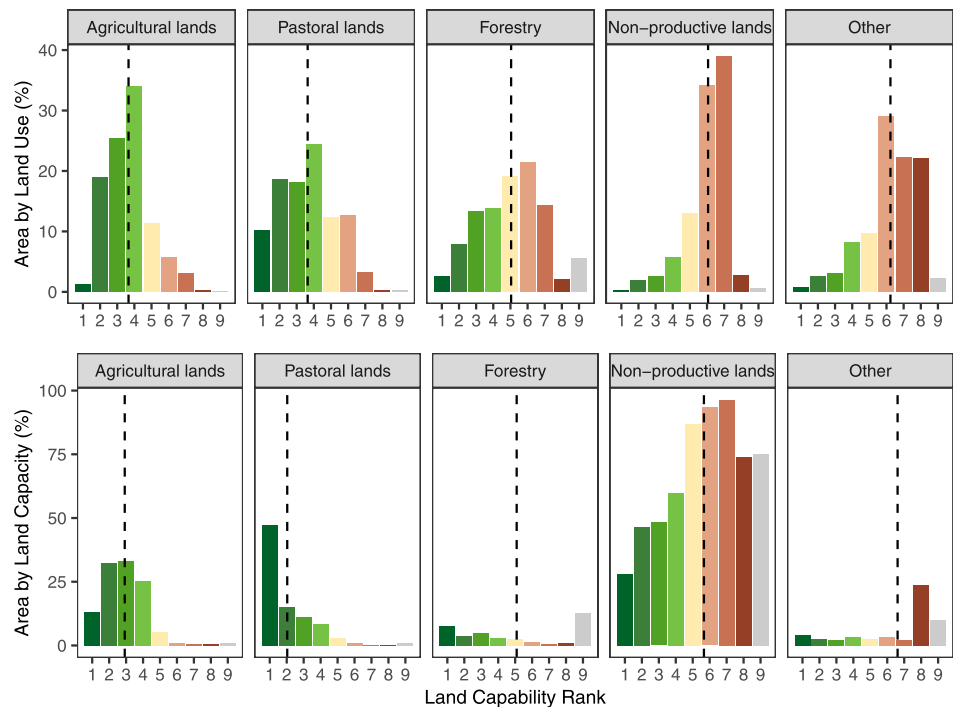 Agricultural lands Pastoral lands Forestry Non−productive lands Other
Area by Land Use (%)
40
30
20
10
0
1 2 3 4 5 6 7 8 9 1 2 3 4 5 6 7 8 9 1 2 3 4 5 6 7 8 9 1 2 3 4 5 6 7 8 9 1 2 3 4 5 6 7 8 9
Agricultural lands Pastoral lands Forestry Non−productive lands Other
Area by Land Capacity (%)
100
75
50
25
0
1 2 3 4 5 6 7 8 9 1 2 3 4 5 6 7 8 9 1 2 3 4 5 6 7 8 9 1 2 3 4 5 6 7 8 9 1 2 3 4 5 6 7 8 9
Land Capability Rank